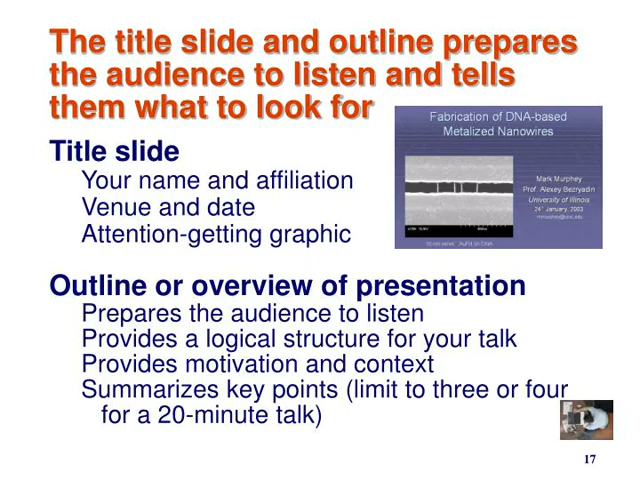 The title slide and outline prepares
the audience to listen and tells
them what to look for
Fabrication of DNA-based
Metalized Nanowires
Mark Murphey
Prof. Alexey Bezryadin
University of Illinois
24th January, 2003
Title slide
Your name and affiliation
Venue and date
Attention-getting graphic
Outline or overview of presentation
Prepares the audience to listen
Provides a logical structure for your talk
Provides motivation and context
Summarizes key points (limit to three or four
for a 20-minute talk)
17